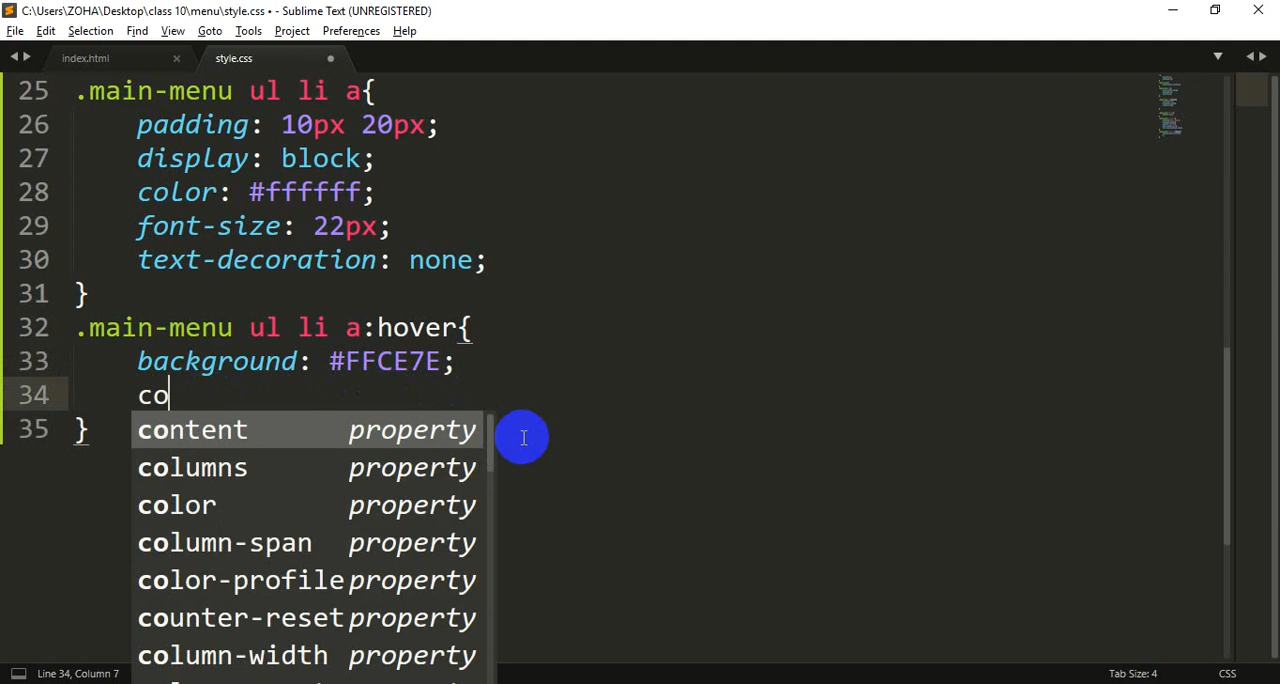 C:\Users\ZOHA\Desktop\class 10\menu\style.css • - Sublime Text (UNREGISTERED)
File Edit Selection Find View Goto Tools Project Preferences Help
index.html style.css
25 .main-menu ul li a{
26 padding: 10px 20px;
27 display: block;
28 color: #ffffff;
29 font-size: 22px;
30 text-decoration: none;
31 }
32 .main-menu ul li a:hover{
33 background: #FFCE7E;
34 co
35 }
content property
columns property
color property
column-span property
color-profile property
counter-reset property
column-width property
Line 34, Column 7 Tab Size: 4 CSS